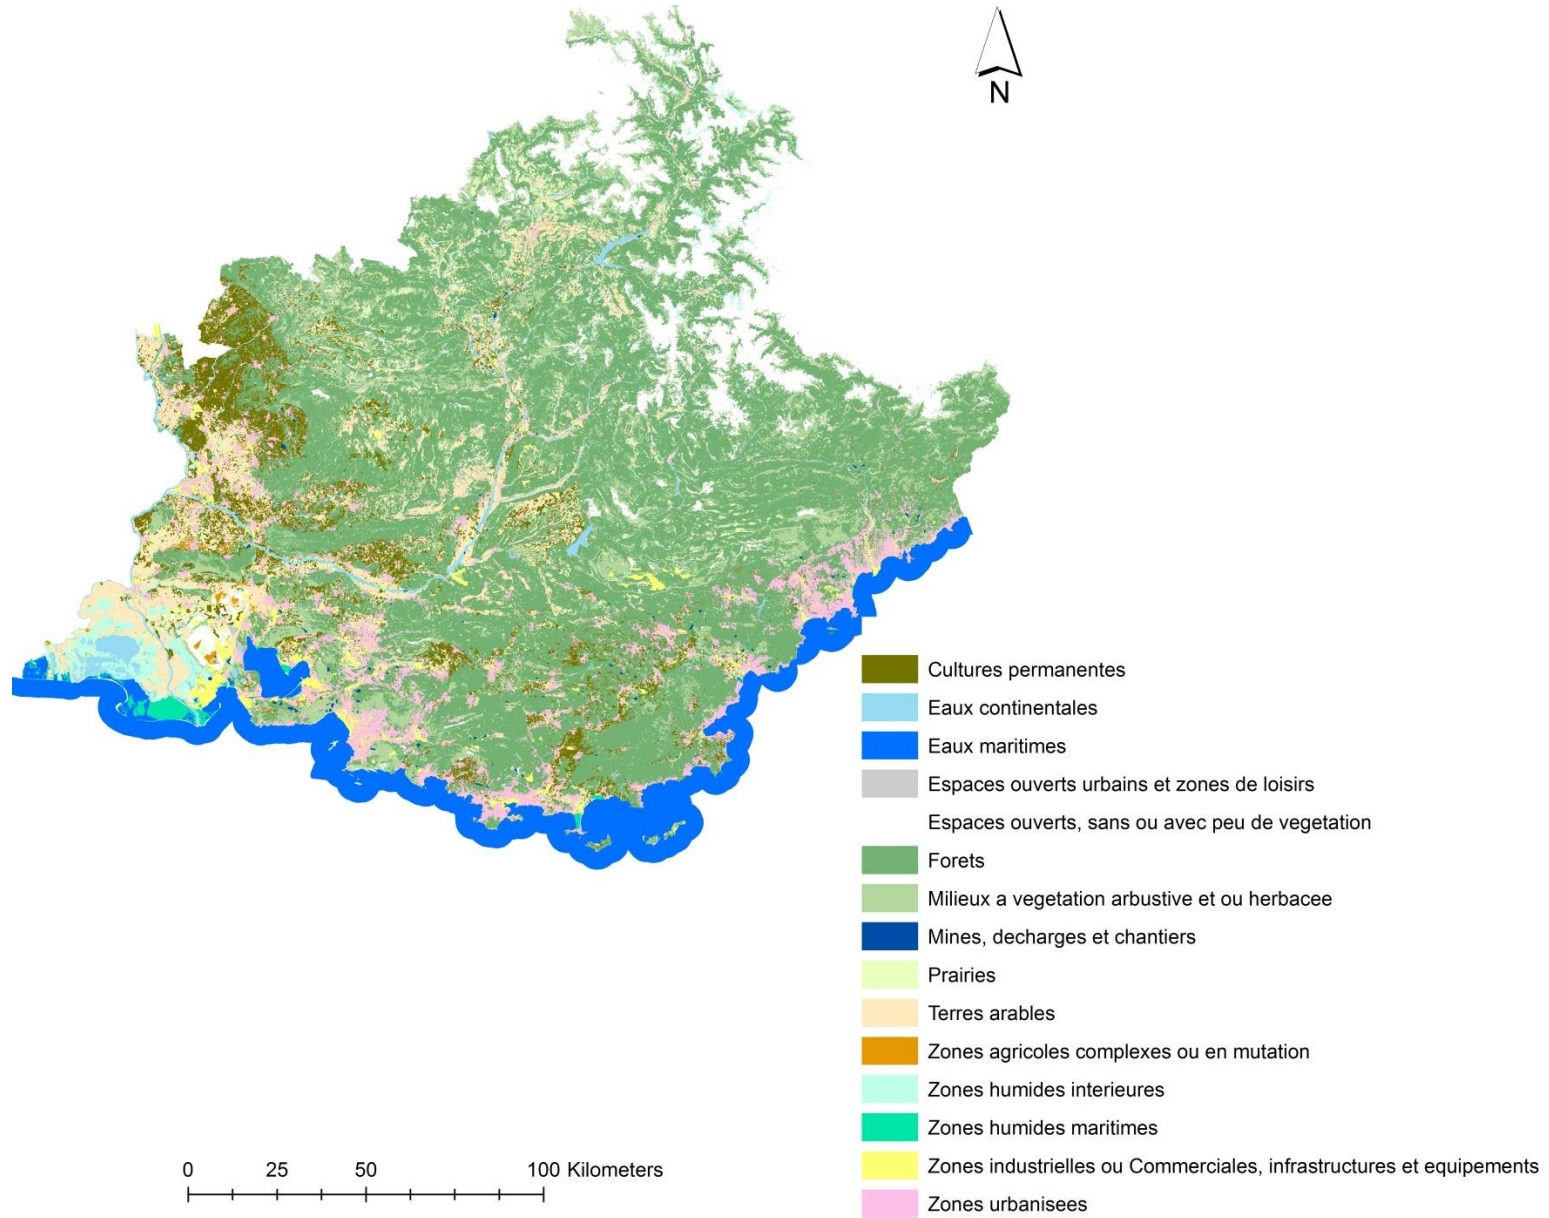 N
Cultures permanentes
Eaux continentales
Eaux maritimes
Espaces ouverts urbains et zones de loisirs
Espaces ouverts, sans ou avec peu de vegetation
Forets
Milieux a vegetation arbustive et ou herbacee
Mines, decharges et chantiers
Prairies
Terres arables
Zones agricoles complexes ou en mutation
Zones humides interieures
Zones humides maritimes
Zones industrielles ou Commerciales, infrastructures et equipements
Zones urbanisees
0 25 50 100 Kilometers